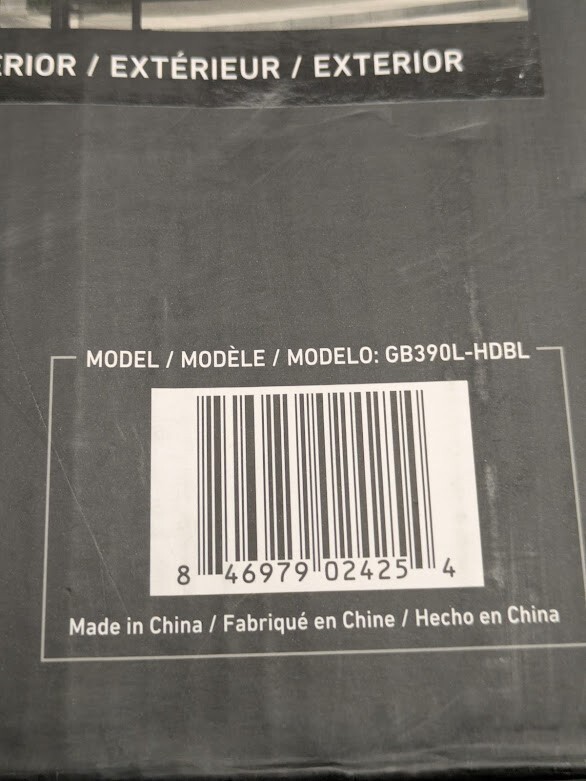 ERIOR / EXTÉRIEUR / EXTERIOR
MODEL / MODÈLE / MODELO: GB390L-HDBL
8 46979 02425 4
Made in China / Fabriqué en Chine / Hecho en China